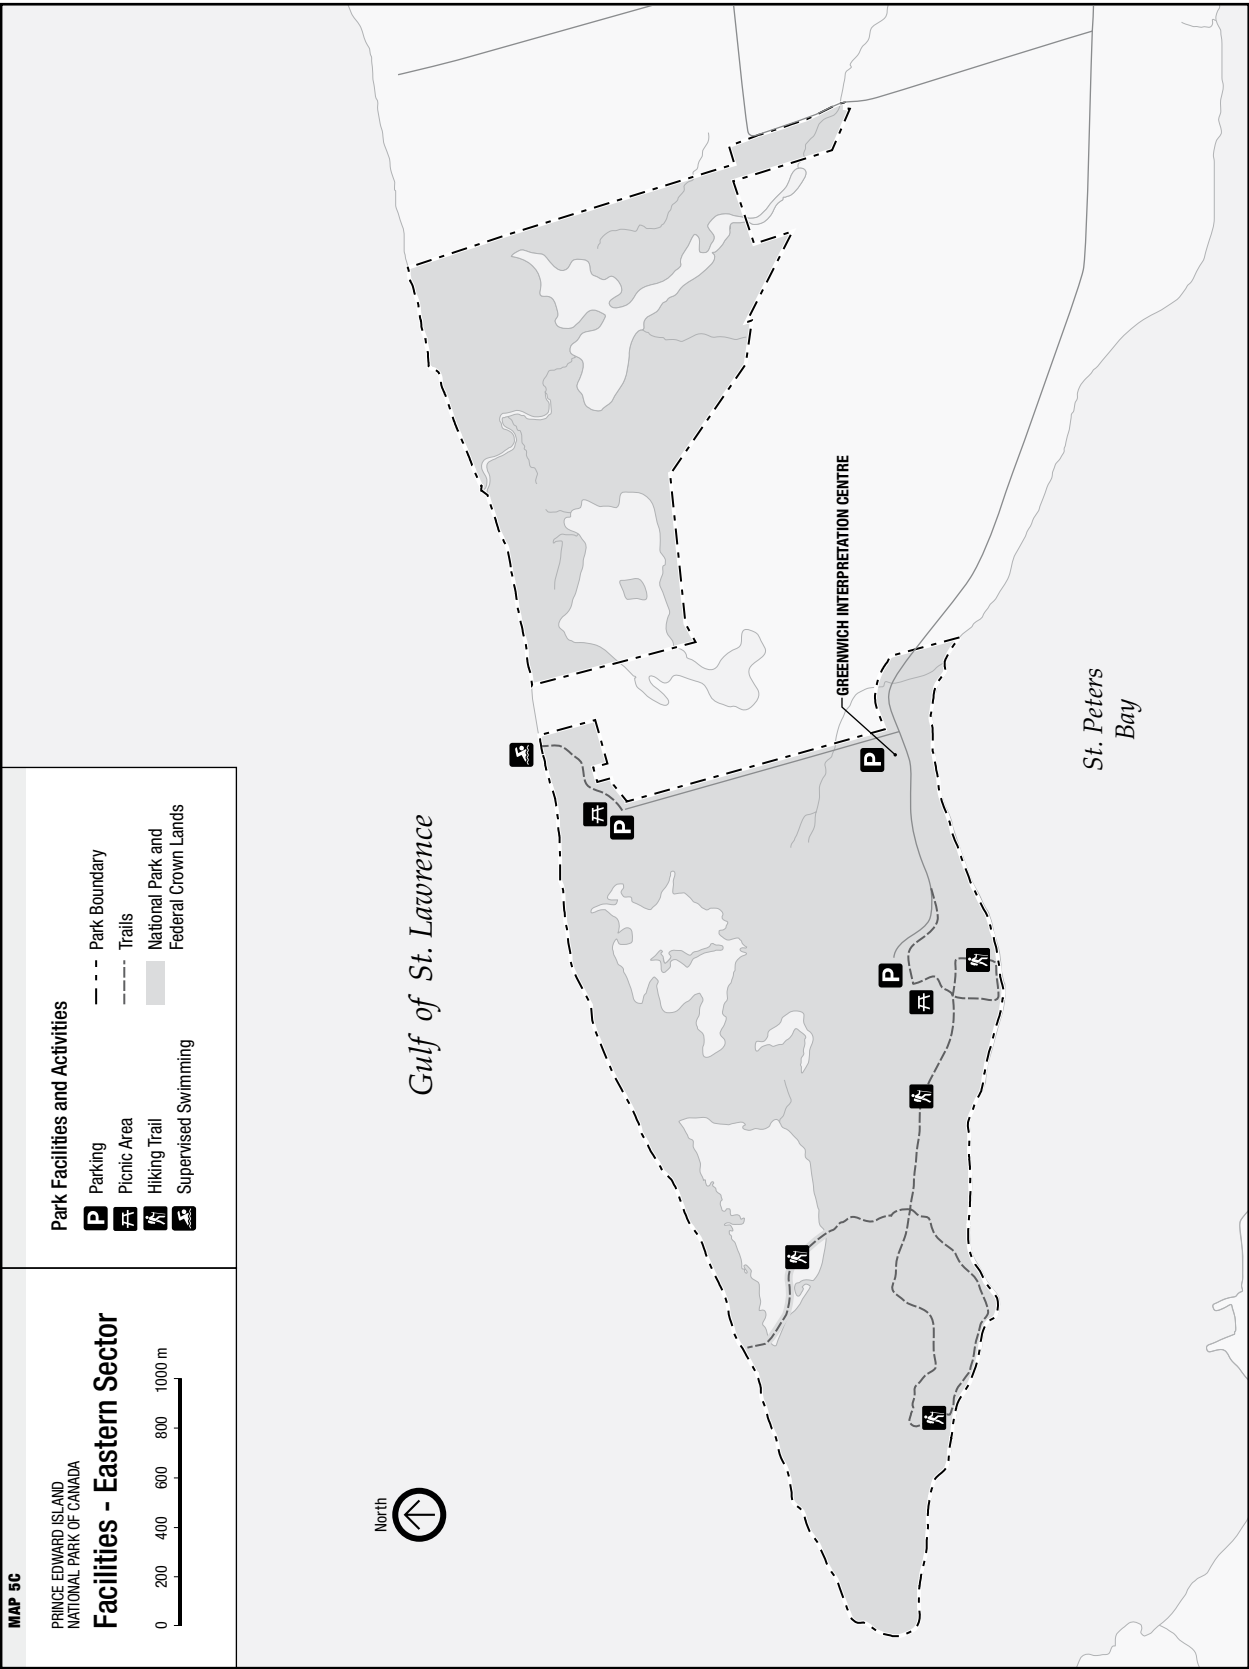 MAP 5C
PRINCE EDWARD ISLAND
NATIONAL PARK OF CANADA
Facilities - Eastern Sector
0 200 400 600 800 1000 m
Park Facilities and Activities
P Parking
Picnic Area
Hiking Trail
Supervised Swimming
Park Boundary
Trails
National Park and
Federal Crown Lands
North
Gulf of St. Lawrence
P
GREENWICH INTERPRETATION CENTRE
P
P
St. Peters
Bay